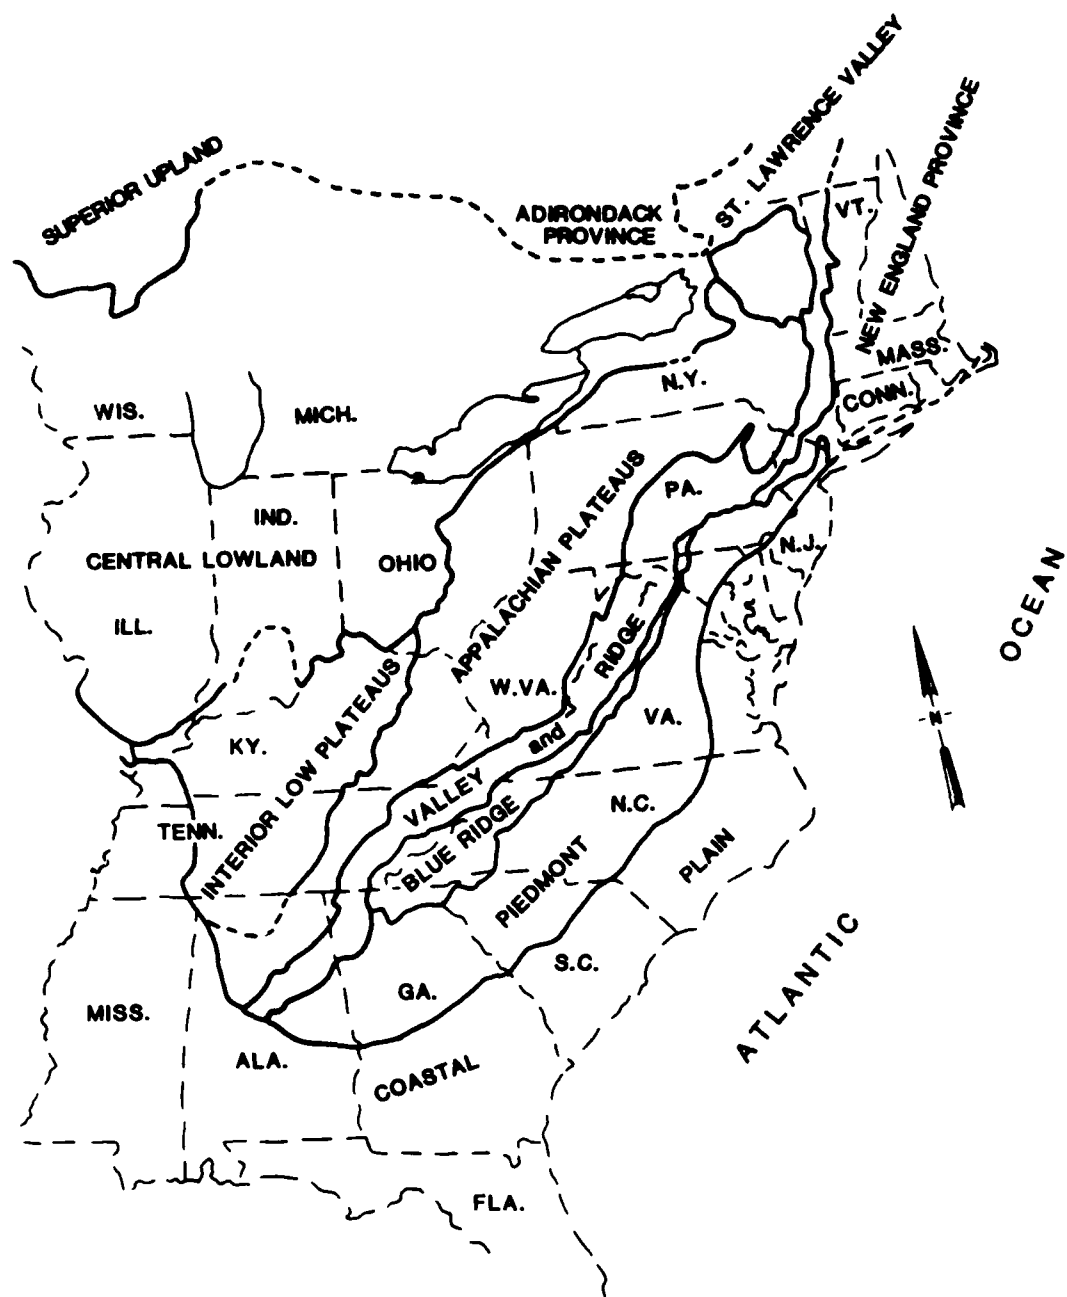 ST. LAWRENCE VALLEY
NEW ENGLAND PROVINCE
SUPERIOR UPLAND
ADIRONDACK
PROVINCE
VT.
MASS.
CONN.
N.Y.
WIS.
MICH.
PA.
IND.
CENTRAL LOWLAND
OHIO
N.J.
APPALACHIAN PLATEAUS
ILL.
OCEAN
W.VA.
VALLEY and RIDGE
VA.
N
KY.
INTERIOR LOW PLATEAUS
TENN.
BLUE RIDGE
N.C.
PIEDMONT
PLAIN
S.C.
ATLANTIC
GA.
MISS.
ALA.
COASTAL
FLA.